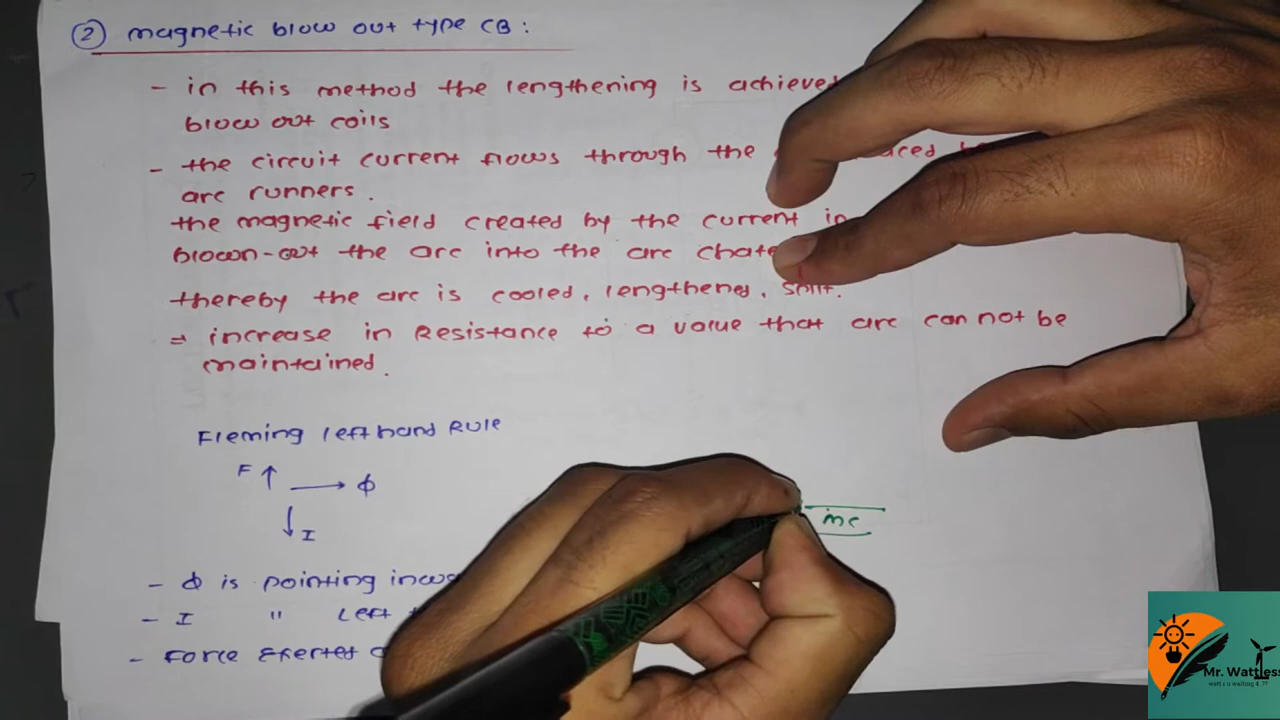 ② magnetic blow out type CB:
- in this method the lengthening is achieved
blow out coils
- the circuit current flows through the
arc runners.
the magnetic field created by the current in
blown-out the arc into the arc
thereby the arc is cooled, lengthened, split.
⇒ increase in Resistance to a value that arc can not be
maintained.
Fleming left hand Rule
F ↑
→ ɸ
↓ I
mc
- ɸ is pointing
- I " Left
- Force Exerted
Mr. Wattless